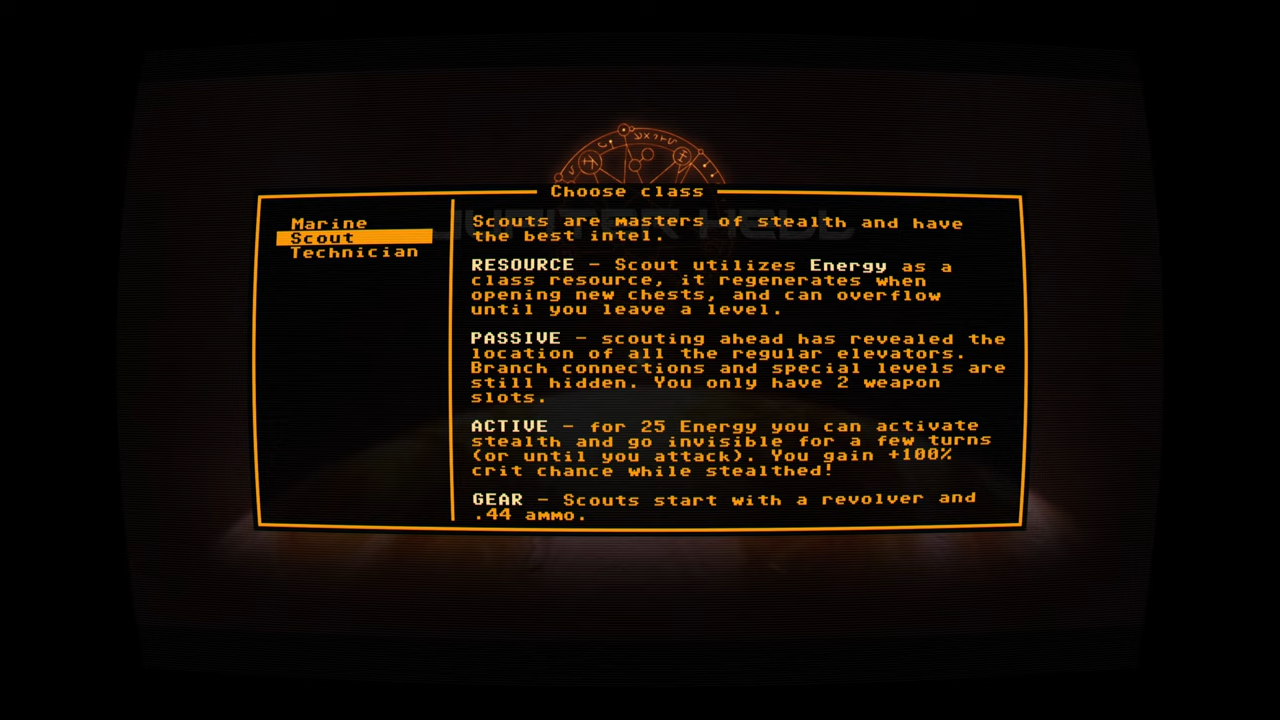 Choose class
Marine
Scout
Technician
Scouts are masters of stealth and have
the best intel.
RESOURCE – Scout utilizes Energy as a
class resource, it regenerates when
opening new chests, and can overflow
until you leave a level.
PASSIVE – scouting ahead has revealed the
location of all the regular elevators.
Branch connections and special levels are
still hidden. You only have 2 weapon
slots.
ACTIVE – for 25 Energy you can activate
stealth and go invisible for a few turns
(or until you attack). You gain +100%
crit chance while stealthed!
GEAR – Scouts start with a revolver and
.44 ammo.
JUPITER HELL